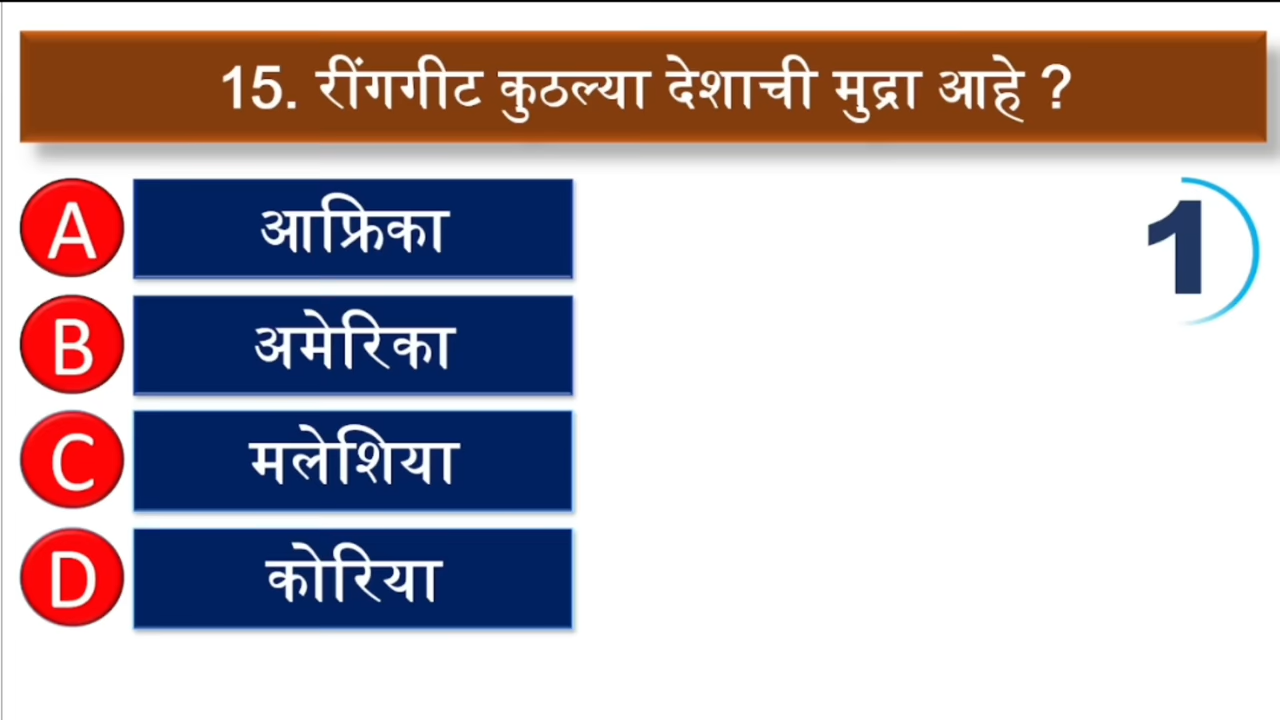 15. रींगगीट कुठल्या देशाची मुद्रा आहे ?
A आफ्रिका
1
B अमेरिका
C मलेशिया
D कोरिया